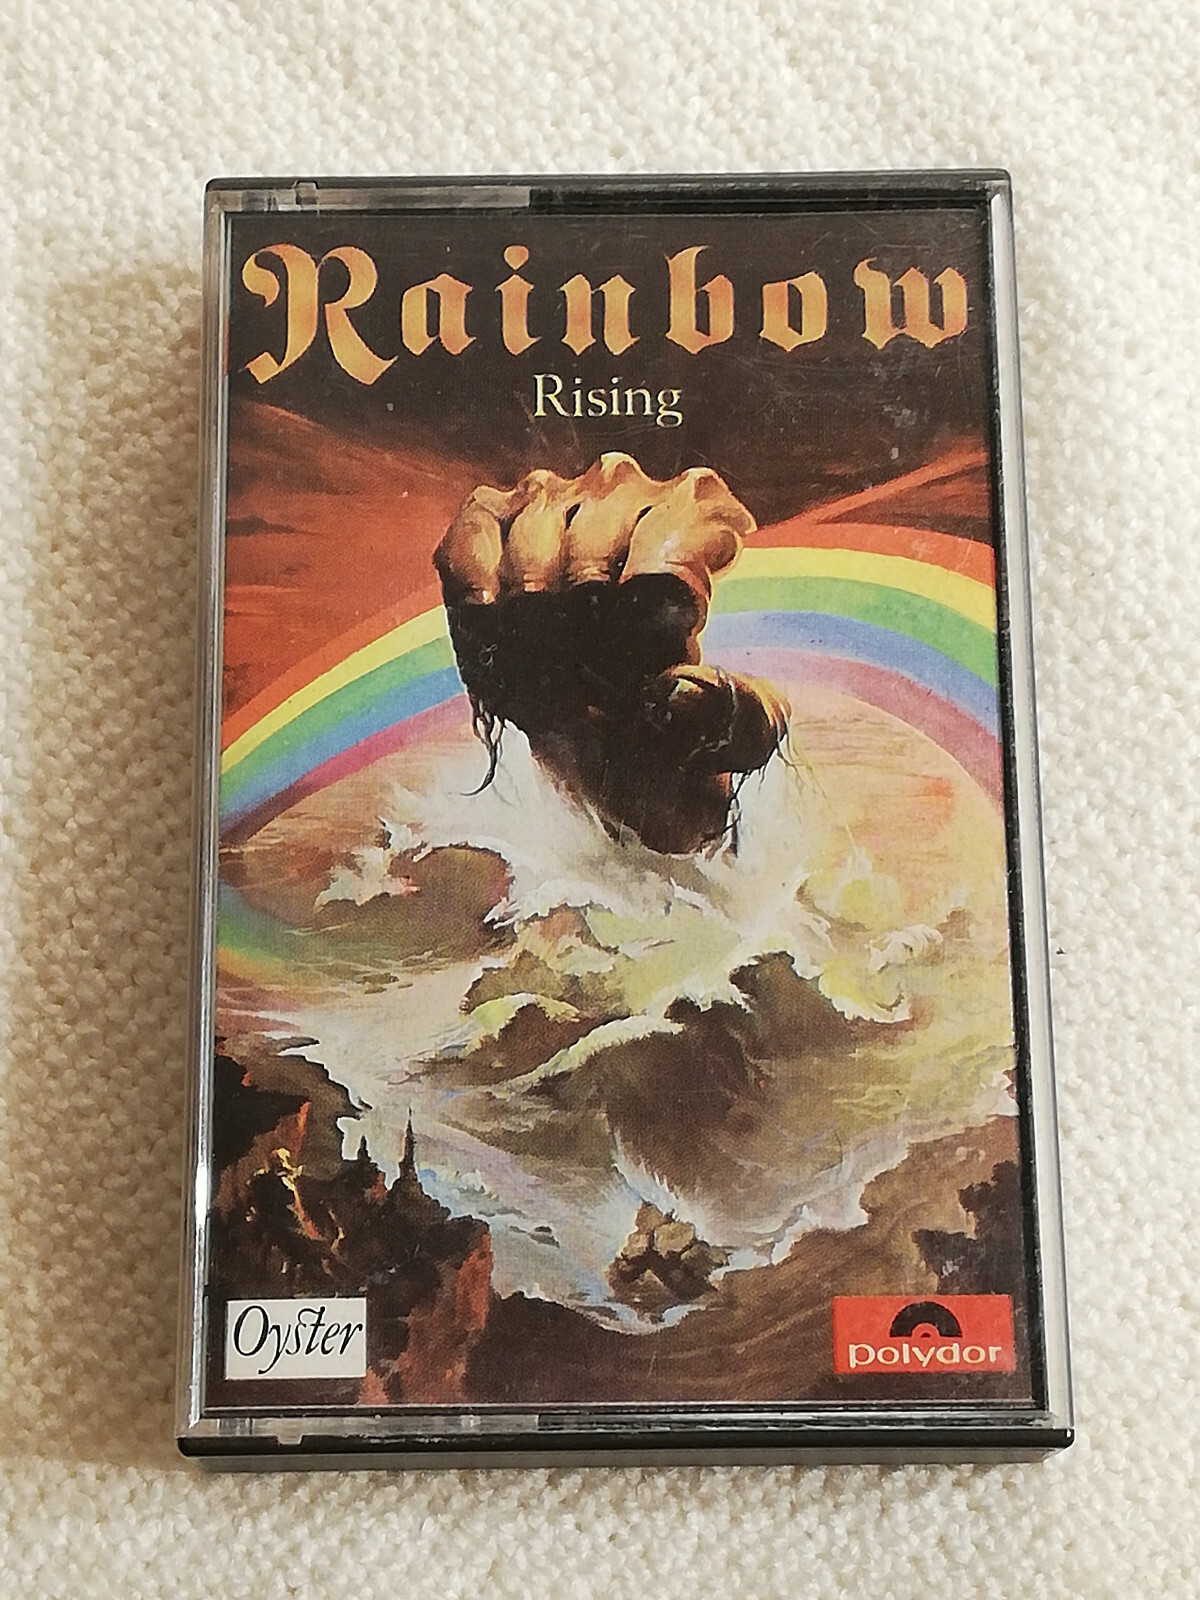 Rainbow
Rising
Oyster
polydor